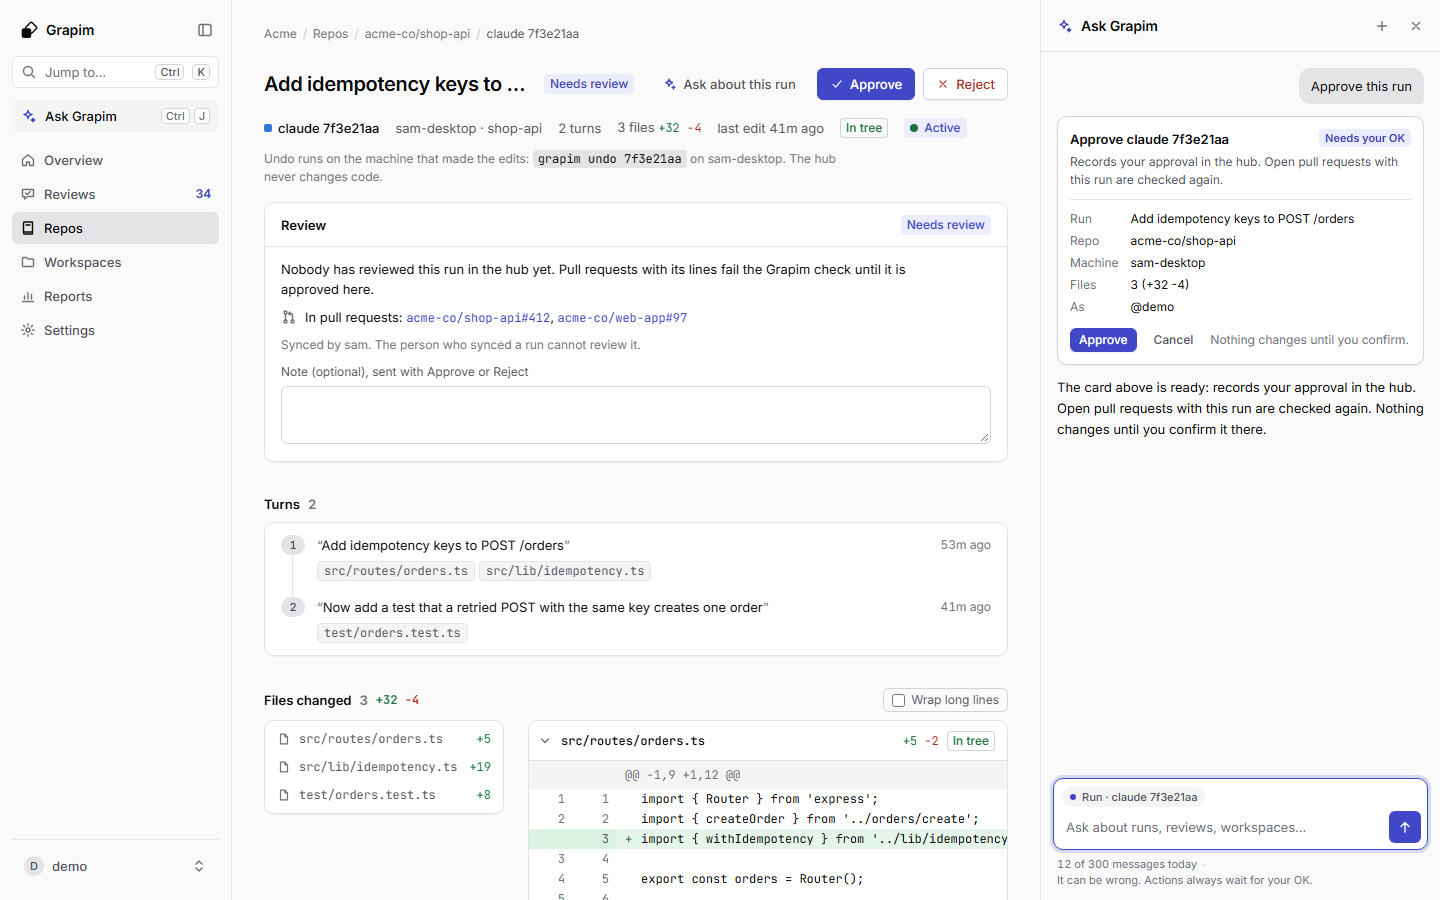 Grapim
Jump to...
Ctrl
K
Ask Grapim
Ctrl
J
Overview
Reviews
34
Repos
Workspaces
Reports
Settings
D
demo
Acme / Repos / acme-co/shop-api / claude 7f3e21aa
Add idempotency keys to ...
Needs review
Ask about this run
Approve
Reject
claude 7f3e21aa
sam-desktop · shop-api
2 turns
3 files +32 -4
last edit 41m ago
In tree
Active
Undo runs on the machine that made the edits: grapim undo 7f3e21aa on sam-desktop. The hub
never changes code.
Review
Needs review
Nobody has reviewed this run in the hub yet. Pull requests with its lines fail the Grapim check until it is
approved here.
In pull requests: acme-co/shop-api#412, acme-co/web-app#97
Synced by sam. The person who synced a run cannot review it.
Note (optional), sent with Approve or Reject
Turns 2
1
“Add idempotency keys to POST /orders”
53m ago
src/routes/orders.ts
src/lib/idempotency.ts
2
“Now add a test that a retried POST with the same key creates one order”
41m ago
test/orders.test.ts
Files changed 3 +32 -4
Wrap long lines
src/routes/orders.ts +5
src/lib/idempotency.ts +19
test/orders.test.ts +8
src/routes/orders.ts
+5 -2
In tree
@@ -1,9 +1,12 @@
1 1 import { Router } from 'express';
2 2 import { createOrder } from '../orders/create';
3 + import { withIdempotency } from '../lib/idempotency
3 4
4 5 export const orders = Router();
5 6
Ask Grapim
Approve this run
Approve claude 7f3e21aa
Needs your OK
Records your approval in the hub. Open pull requests with
this run are checked again.
Run Add idempotency keys to POST /orders
Repo acme-co/shop-api
Machine sam-desktop
Files 3 (+32 -4)
As @demo
Approve
Cancel
Nothing changes until you confirm.
The card above is ready: records your approval in the hub.
Open pull requests with this run are checked again. Nothing
changes until you confirm it there.
Run · claude 7f3e21aa
Ask about runs, reviews, workspaces...
12 of 300 messages today ·
It can be wrong. Actions always wait for your OK.